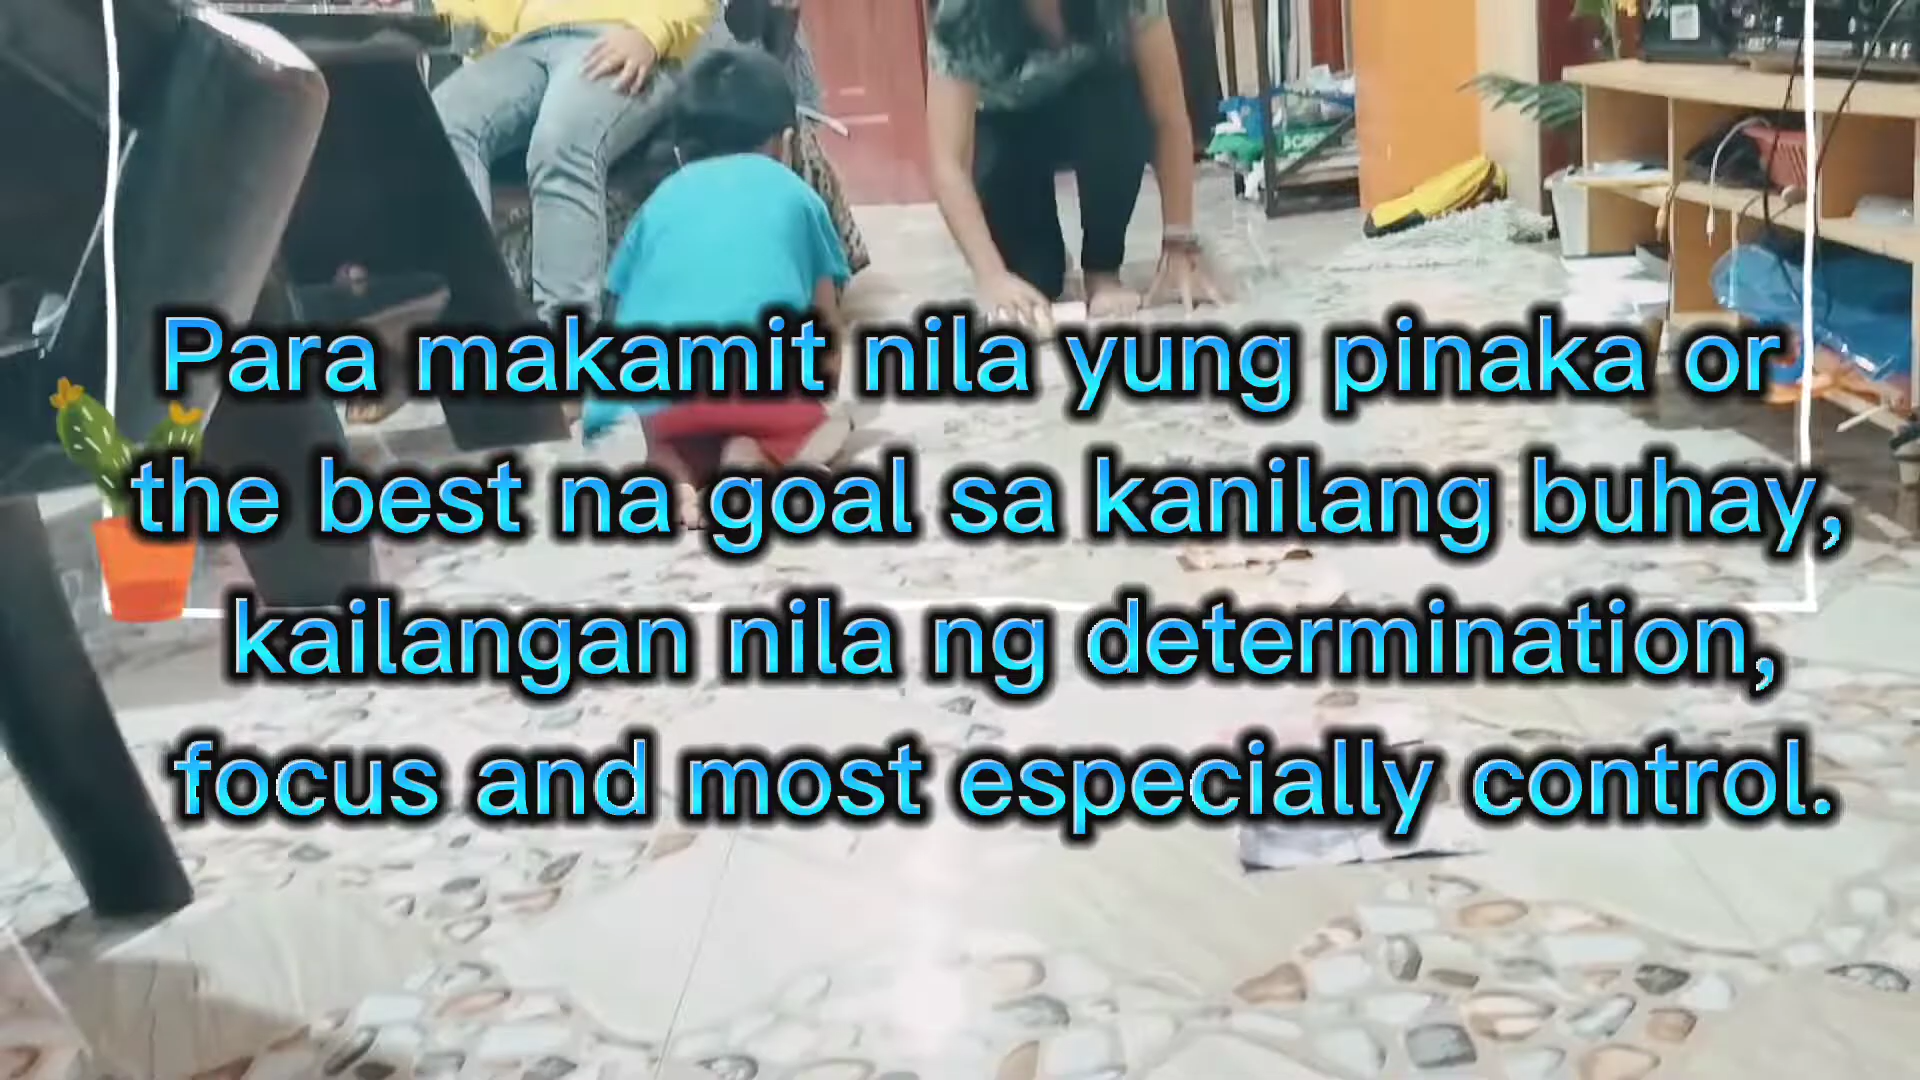 Para makamit nila yung pinaka or
the best na goal sa kanilang buhay,
kailangan nila ng determination,
focus and most especially control.